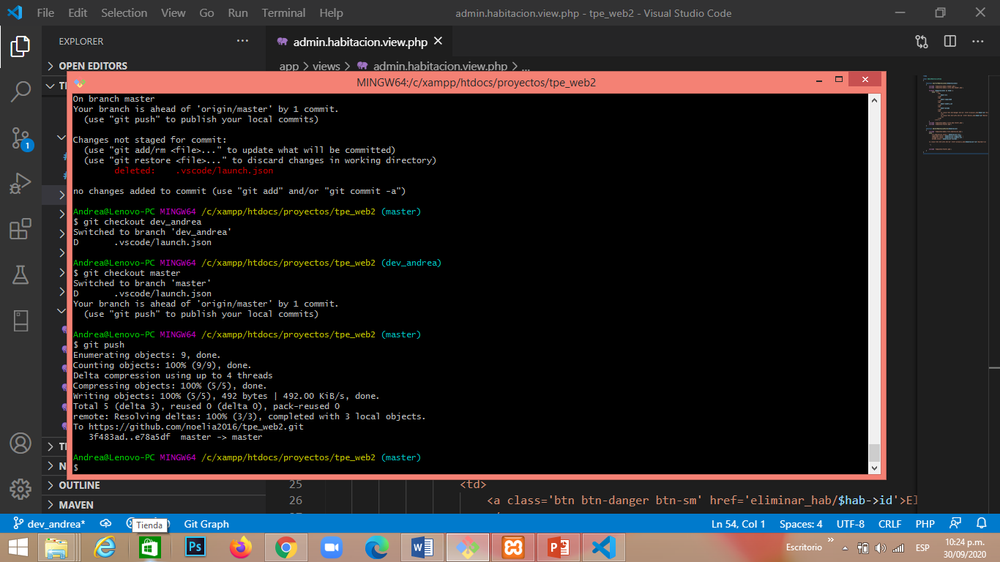 File Edit Selection View Go Run Terminal Help
admin.habitacion.view.php - tpe_web2 - Visual Studio Code
EXPLORER
admin.habitacion.view.php
OPEN EDITORS
app > views > admin.habitacion.view.php > ...
MINGW64:/c/xampp/htdocs/proyectos/tpe_web2
On branch master
Your branch is ahead of 'origin/master' by 1 commit.
(use "git push" to publish your local commits)
Changes not staged for commit:
(use "git add/rm <file>..." to update what will be committed)
(use "git restore <file>..." to discard changes in working directory)
deleted: .vscode/launch.json
no changes added to commit (use "git add" and/or "git commit -a")
Andrea@Lenovo-PC MINGW64 /c/xampp/htdocs/proyectos/tpe_web2 (master)
$ git checkout dev_andrea
Switched to branch 'dev_andrea'
D .vscode/launch.json
Andrea@Lenovo-PC MINGW64 /c/xampp/htdocs/proyectos/tpe_web2 (dev_andrea)
$ git checkout master
Switched to branch 'master'
D .vscode/launch.json
Your branch is ahead of 'origin/master' by 1 commit.
(use "git push" to publish your local commits)
Andrea@Lenovo-PC MINGW64 /c/xampp/htdocs/proyectos/tpe_web2 (master)
$ git push
Enumerating objects: 9, done.
Counting objects: 100% (9/9), done.
Delta compression using up to 4 threads
Compressing objects: 100% (5/5), done.
Writing objects: 100% (5/5), 492 bytes | 492.00 KiB/s, done.
Total 5 (delta 3), reused 0 (delta 0), pack-reused 0
remote: Resolving deltas: 100% (3/3), completed with 3 local objects.
To https://github.com/noelia2016/tpe_web2.git
3f483ad..e78a5df master -> master
Andrea@Lenovo-PC MINGW64 /c/xampp/htdocs/proyectos/tpe_web2 (master)
$
1
25 <td>
26 <a class='btn btn-danger btn-sm' href='eliminar_hab/$hab->id'>El
OUTLINE
MAVEN
dev_andrea*
Git Graph
Ln 54, Col 1 Spaces: 4 UTF-8 CRLF PHP
Tienda
Ps
Escritorio
ESP
10:24 p.m.
30/09/2020